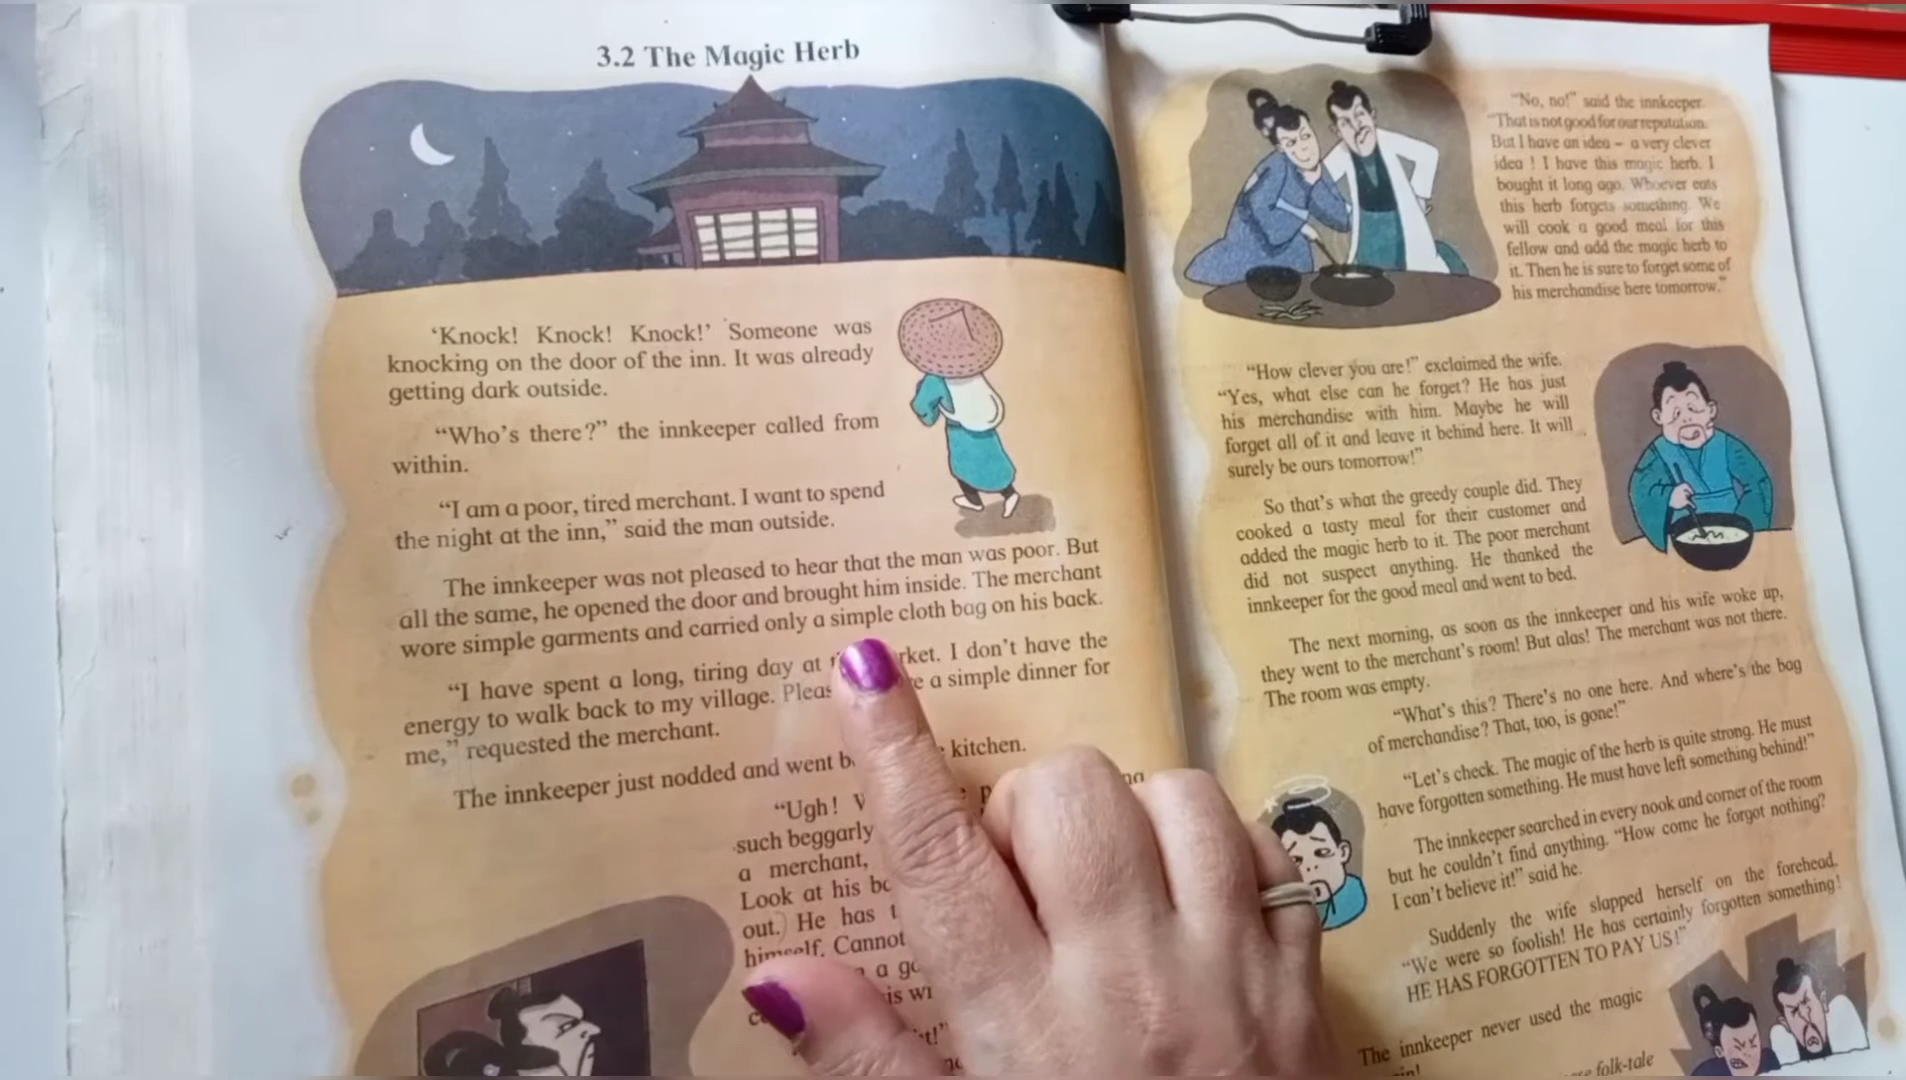 3.2 The Magic Herb
‘Knock! Knock! Knock!’ Someone was
knocking on the door of the inn. It was already
getting dark outside.
“Who’s there?” the innkeeper called from
within.
“I am a poor, tired merchant. I want to spend
the night at the inn,” said the man outside.
The innkeeper was not pleased to hear that the man was poor. But
all the same, he opened the door and brought him inside. The merchant
wore simple garments and carried only a simple cloth bag on his back.
“I have spent a long, tiring day at rket. I don’t have the
energy to walk back to my village. Pleas e a simple dinner for
me,” requested the merchant.
The innkeeper just nodded and went b kitchen.
“Ugh!
such beggarly
a merchant,
Look at his
out. He has
himself. Cannot
a
“No, no!” said the innkeeper.
“That is not good for our reputation.
But I have an idea – a very clever
idea ! I have this magic herb. I
bought it long ago. Whoever eats
this herb forgets something. We
will cook a good meal for this
fellow and add the magic herb to
it. Then he is sure to forget some of
his merchandise here tomorrow.”
“How clever you are!” exclaimed the wife.
“Yes, what else can he forget? He has just
his merchandise with him. Maybe he will
forget all of it and leave it behind here. It will
surely be ours tomorrow!”
So that’s what the greedy couple did. They
cooked a tasty meal for their customer and
added the magic herb to it. The poor merchant
did not suspect anything. He thanked the
innkeeper for the good meal and went to bed.
The next morning, as soon as the innkeeper and his wife woke up,
they went to the merchant’s room! But alas! The merchant was not there.
The room was empty.
“What’s this? There’s no one here. And where’s the bag
of merchandise? That, too, is gone!”
“Let’s check. The magic of the herb is quite strong. He must
have forgotten something. He must have left something behind!”
The innkeeper searched in every nook and corner of the room
but he couldn’t find anything. “How come he forgot nothing?
I can’t believe it!” said he.
Suddenly the wife slapped herself on the forehead,
“We were so foolish! He has certainly forgotten something!
HE HAS FORGOTTEN TO PAY US!”
The innkeeper never used the magic
folk-tale